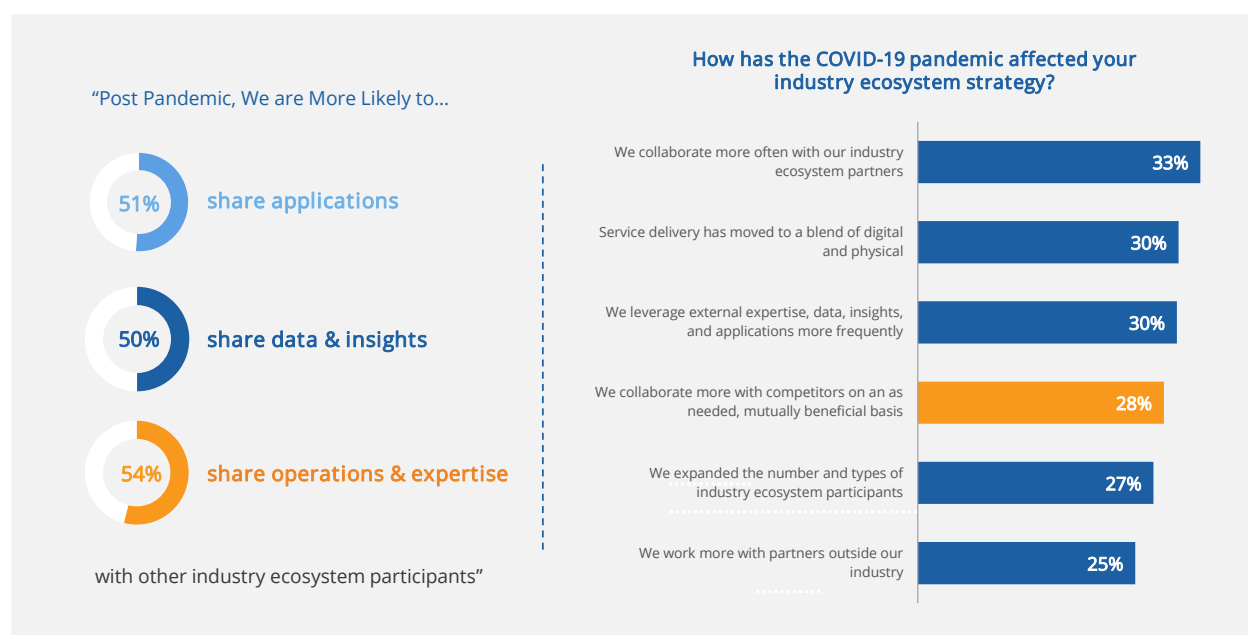 “Post Pandemic, We are More Likely to...
51%
share applications
50%
share data & insights
54%
share operations & expertise
with other industry ecosystem participants”
How has the COVID-19 pandemic affected your
industry ecosystem strategy?
We collaborate more often with our industry
ecosystem partners
33%
Service delivery has moved to a blend of digital
and physical
30%
We leverage external expertise, data, insights,
and applications more frequently
30%
We collaborate more with competitors on an as
needed, mutually beneficial basis
28%
We expanded the number and types of
industry ecosystem participants
27%
We work more with partners outside our
industry
25%